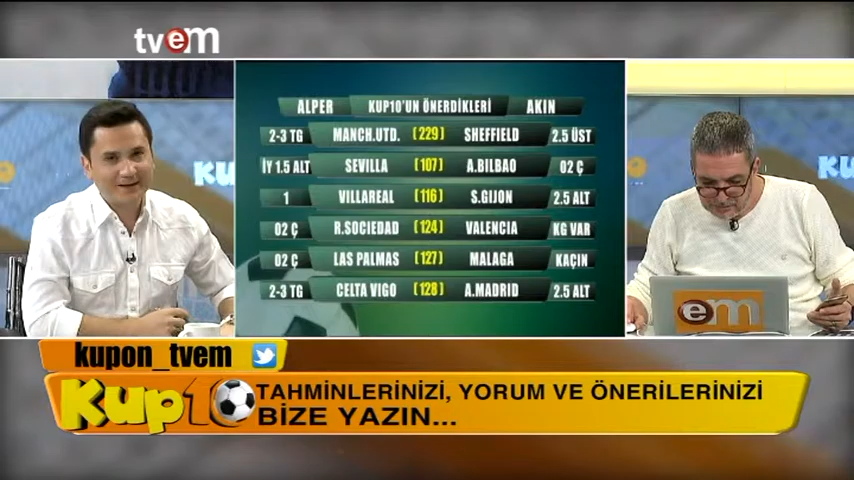 tvem
ALPER KUP10'UN ÖNERDİKLERİ AKIN
2-3 TG MANCH.UTD. (229) SHEFFIELD 2.5 ÜST
İY 1.5 ALT SEVILLA (107) A.BILBAO 02 Ç
1 VILLAREAL (116) S.GIJON 2.5 ALT
02 Ç R.SOCIEDAD (124) VALENCIA KG VAR
02 Ç LAS PALMAS (127) MALAGA KAÇIN
2-3 TG CELTA VIGO (128) A.MADRID 2.5 ALT
em
kupon_tvem
Kup10 TAHMİNLERİNİZİ, YORUM VE ÖNERİLERİNİZİ
BİZE YAZIN...